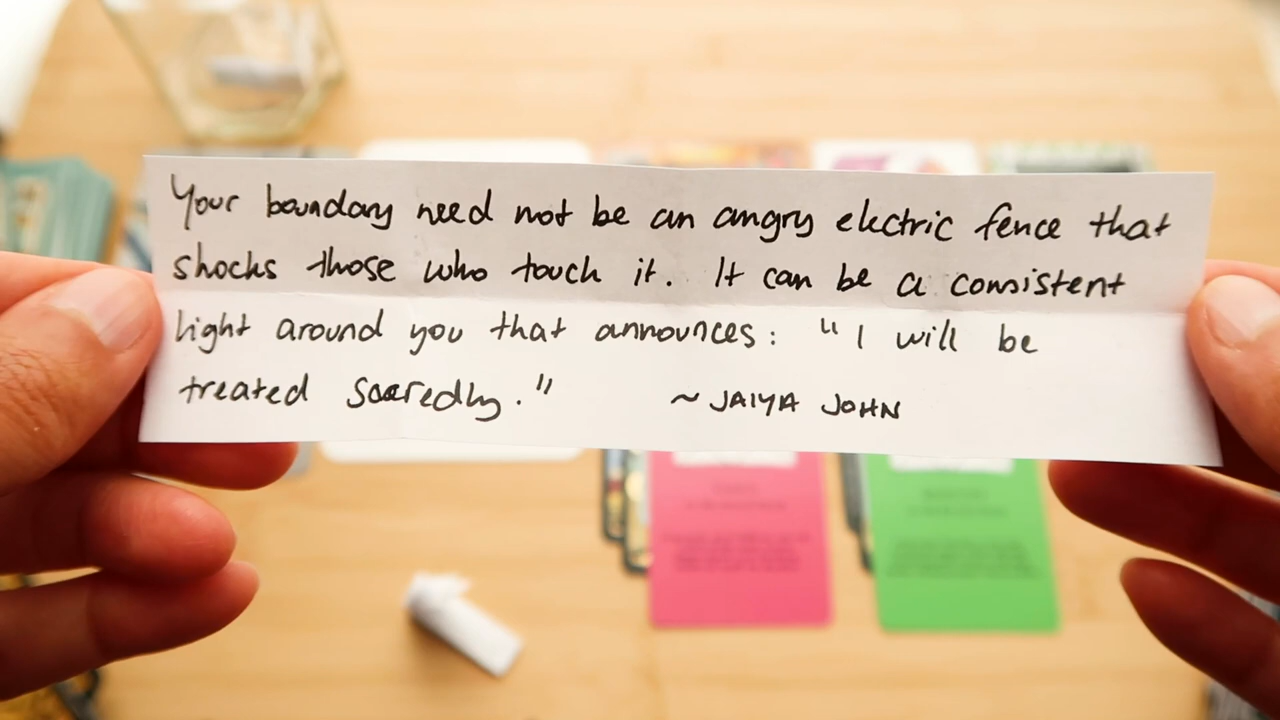 Your boundary need not be an angry electric fence that
shocks those who touch it. It can be a consistent
light around you that announces: "I will be
treated sacredly." ~ JAIYA JOHN